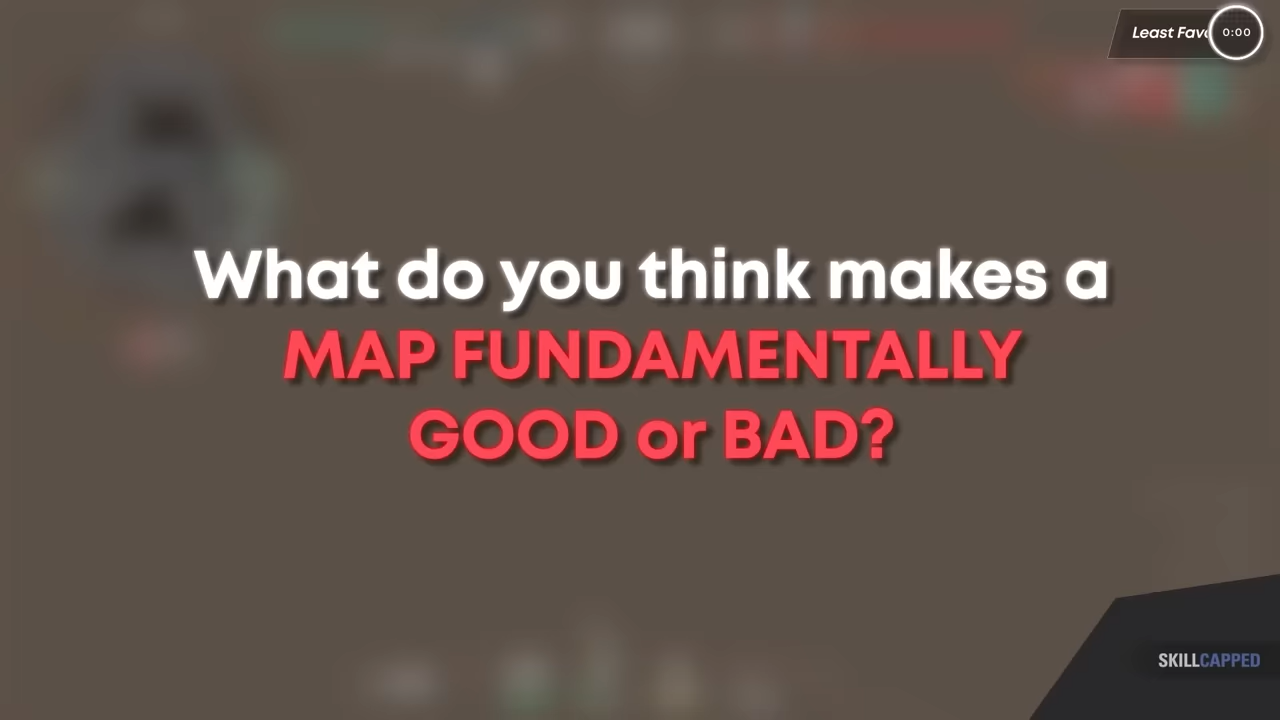 Least Favo
0:00
What do you think makes a
MAP FUNDAMENTALLY
GOOD or BAD?
SKILLCAPPED